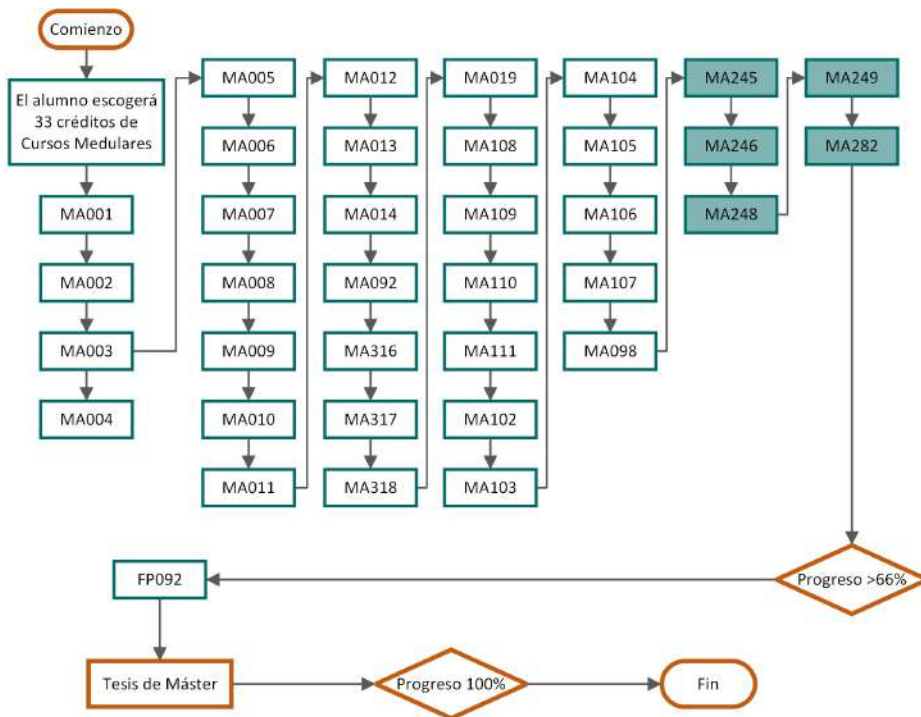 Comienzo
El alumno escogerá
33 créditos de
Cursos Medulares
MA001
MA002
MA003
MA004
MA005
MA006
MA007
MA008
MA009
MA010
MA011
MA012
MA013
MA014
MA092
MA316
MA317
MA318
MA019
MA108
MA109
MA110
MA111
MA102
MA103
MA104
MA105
MA106
MA107
MA098
MA245
MA246
MA248
MA249
MA282
Progreso >66%
FP092
Tesis de Máster
Progreso 100%
Fin